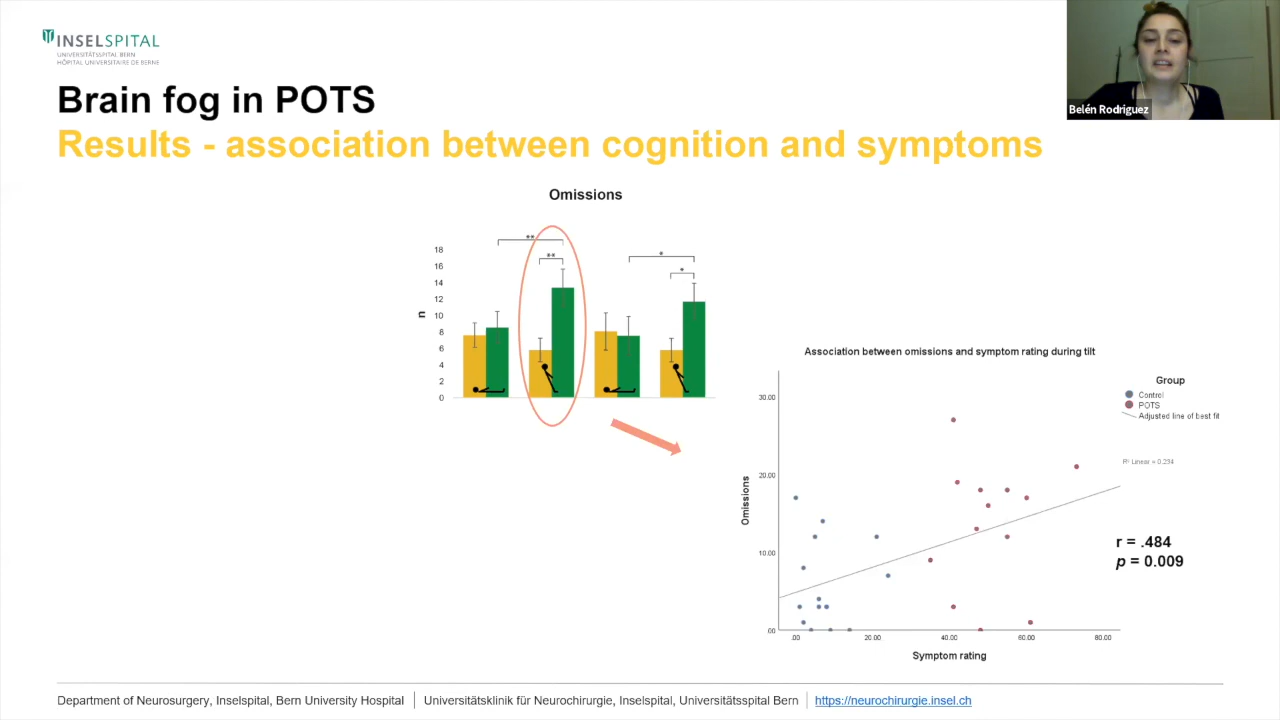 INSELSPITAL
UNIVERSITÄTSSPITAL BERN
HÔPITAL UNIVERSITAIRE DE BERNE
Belén Rodriguez
Brain fog in POTS
Results - association between cognition and symptoms
Omissions
**
**
*
*
18
16
14
12
10
8
6
4
2
0
n
Association between omissions and symptom rating during tilt
Group
Control
POTS
Adjusted line of best fit
R² Linear = 0.234
30.00
20.00
10.00
.00
Omissions
r = .484
p = 0.009
.00 20.00 40.00 60.00 80.00
Symptom rating
Department of Neurosurgery, Inselspital, Bern University Hospital | Universitätsklinik für Neurochirurgie, Inselspital, Universitätsspital Bern | https://neurochirurgie.insel.ch